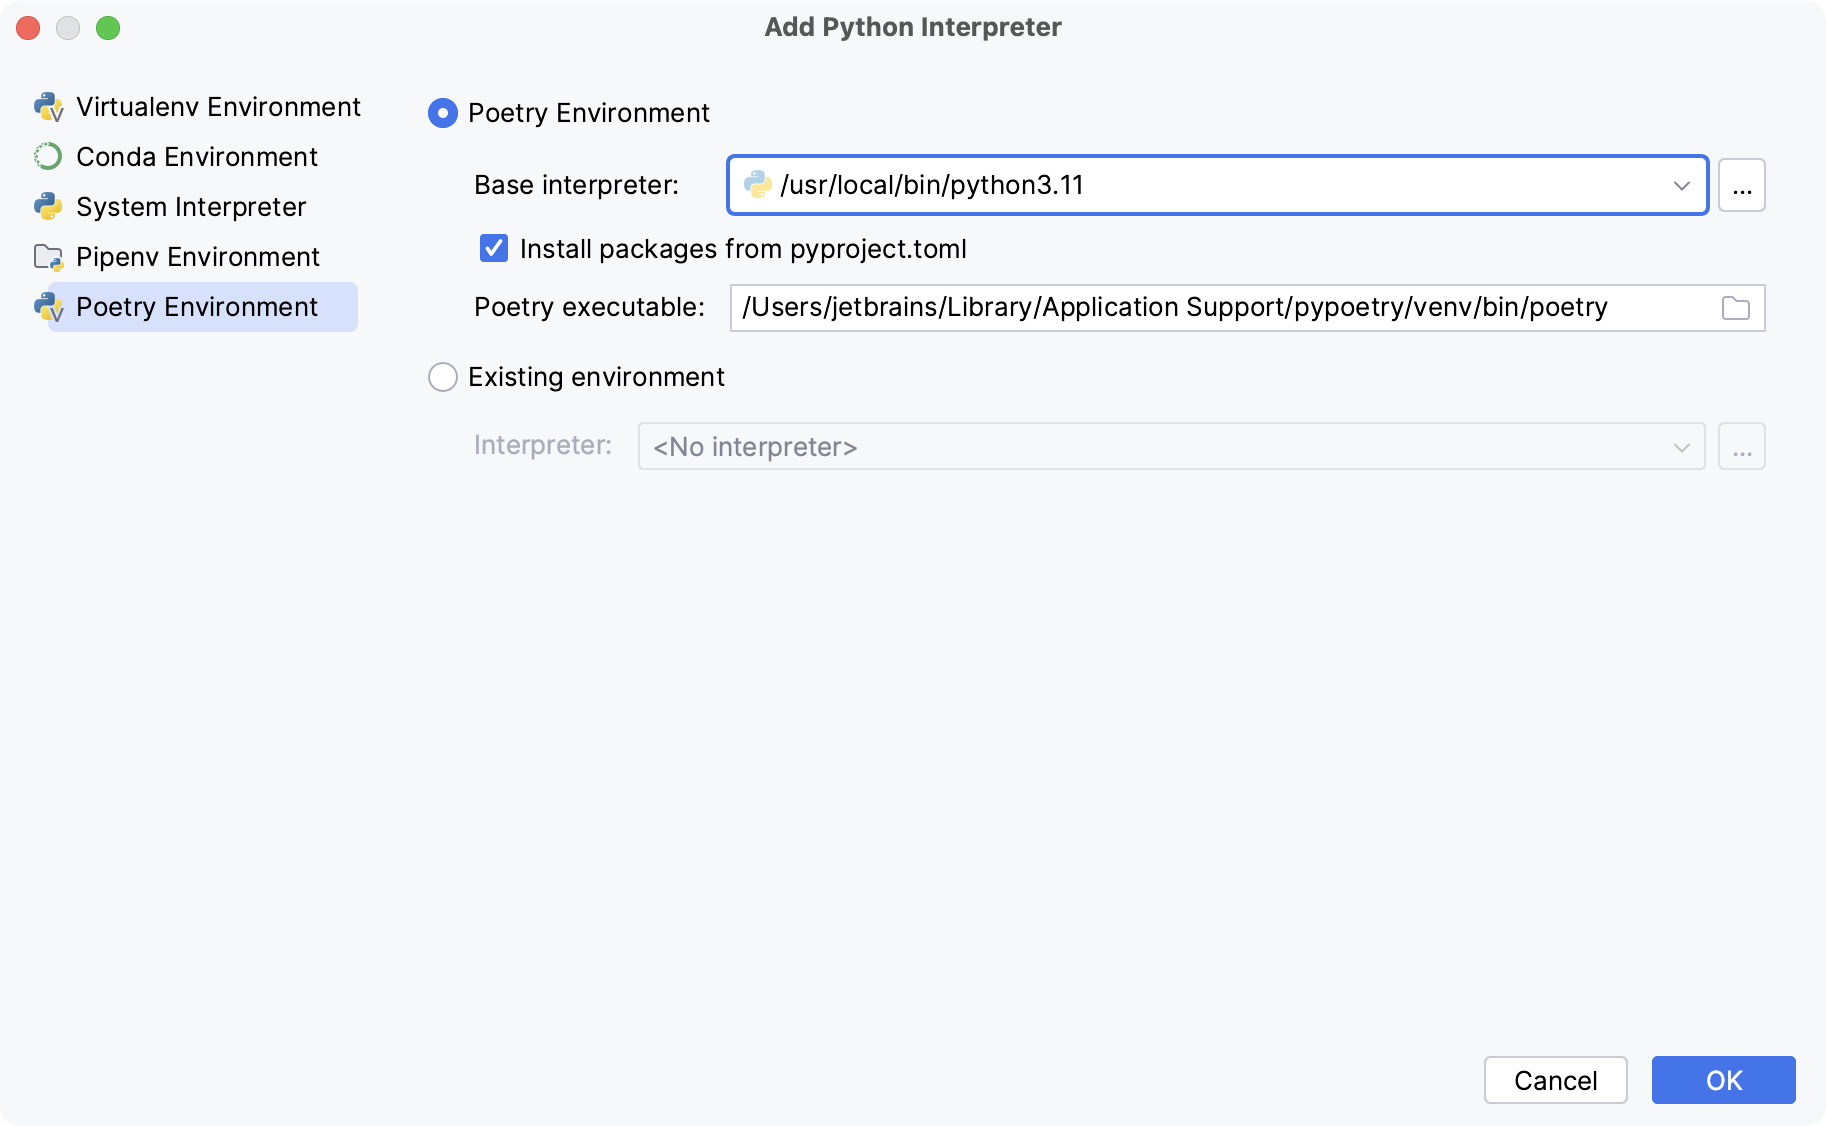 Add Python Interpreter
Virtualenv Environment
Conda Environment
System Interpreter
Pipenv Environment
Poetry Environment
Poetry Environment
Base interpreter: /usr/local/bin/python3.11 ...
Install packages from pyproject.toml
Poetry executable: /Users/jetbrains/Library/Application Support/pypoetry/venv/bin/poetry
Existing environment
Interpreter: <No interpreter> ...
Cancel OK